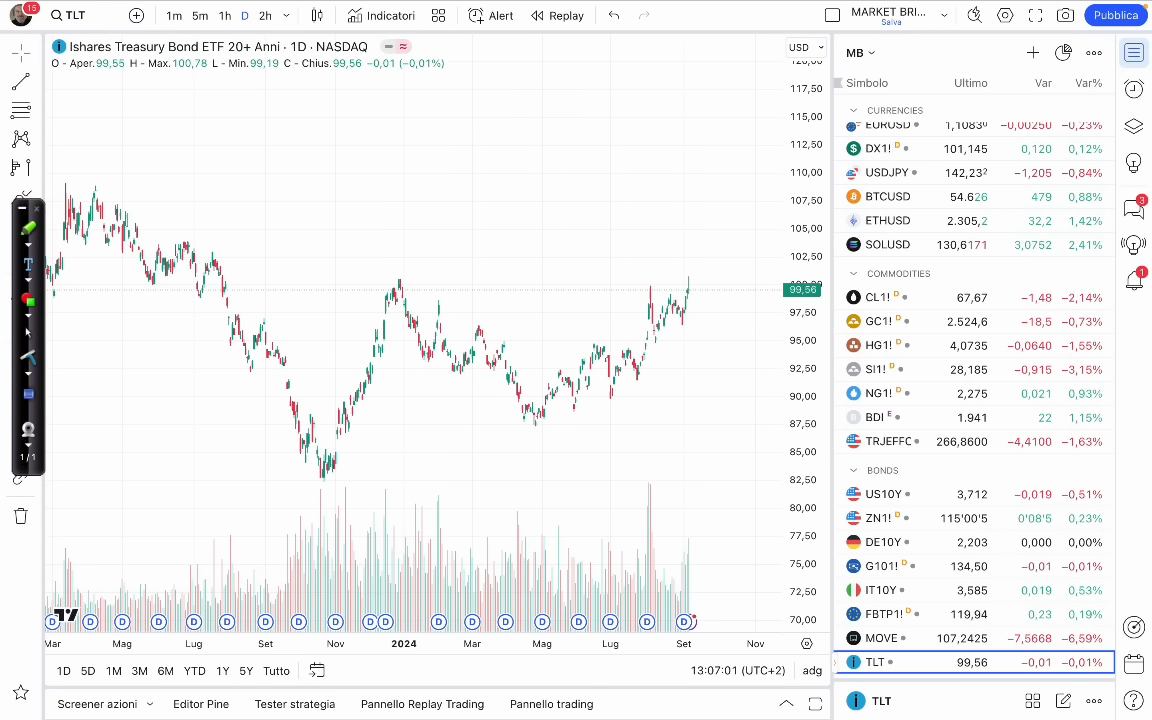 15
TLT
1m 5m 1h D 2h
Indicatori
Alert
Replay
MARKET BRI...
Salva
Pubblica
Ishares Treasury Bond ETF 20+ Anni · 1D · NASDAQ
O - Aper.99,55 H - Max.100,78 L - Min.99,19 C - Chius.99,56 −0,01 (−0,01%)
USD
120,00
117,50
115,00
112,50
110,00
107,50
105,00
102,50
100,00
99,56
97,50
95,00
92,50
90,00
87,50
85,00
82,50
80,00
77,50
75,00
72,50
70,00
1/1
D D D D D D D D D D D D D D D D D D D D
Mar Mag Lug Set Nov 2024 Mar Mag Lug Set Nov
1D 5D 1M 3M 6M YTD 1Y 5Y Tutto
13:07:01 (UTC+2) adg
Screener azioni Editor Pine Tester strategia Pannello Replay Trading Pannello trading
MB
Simbolo Ultimo Var Var%
CURRENCIES
EURUSD 1,1083⁰ −0,00250 −0,23%
DX1! D 101,145 0,120 0,12%
USDJPY 142,23² −1,205 −0,84%
BTCUSD 54.626 479 0,88%
ETHUSD 2.305,2 32,2 1,42%
SOLUSD 130,6171 3,0752 2,41%
COMMODITIES
CL1! D 67,67 −1,48 −2,14%
GC1! D 2.524,6 −18,5 −0,73%
HG1! D 4,0735 −0,0640 −1,55%
SI1! D 28,185 −0,915 −3,15%
NG1! D 2,275 0,021 0,93%
BDI E 1.941 22 1,15%
TRJEFFC 266,8600 −4,4100 −1,63%
BONDS
US10Y 3,712 −0,019 −0,51%
ZN1! D 115'00'5 0'08'5 0,23%
DE10Y 2,203 0,000 0,00%
G101! D 134,50 −0,01 −0,01%
IT10Y 3,585 0,019 0,53%
FBTP1! D 119,94 0,23 0,19%
MOVE 107,2425 −7,5668 −6,59%
TLT 99,56 −0,01 −0,01%
TLT
3
1